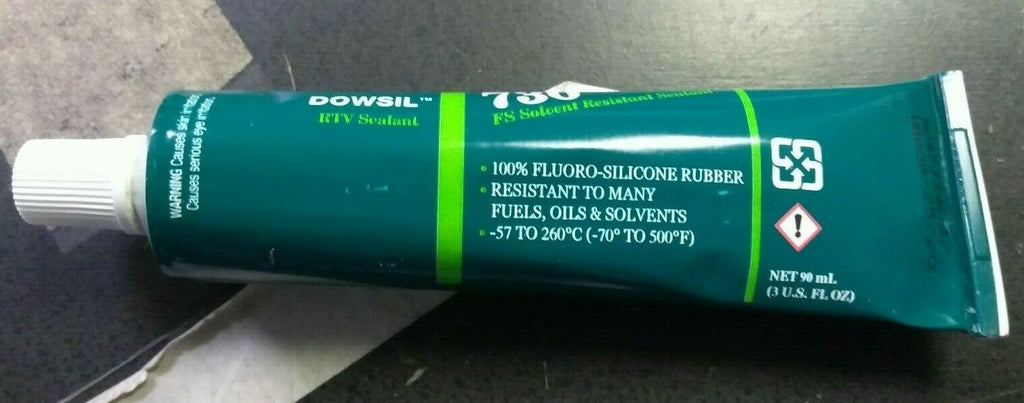 DOWSIL™
RTV Sealant
730
FS Solvent Resistant Sealant
• 100% FLUORO-SILICONE RUBBER
• RESISTANT TO MANY
FUELS, OILS & SOLVENTS
• -57 TO 260°C (-70° TO 500°F)
WARNING Causes skin irritation.
Causes serious eye irritation.
!
NET 90 mL
(3 U.S. FL OZ)